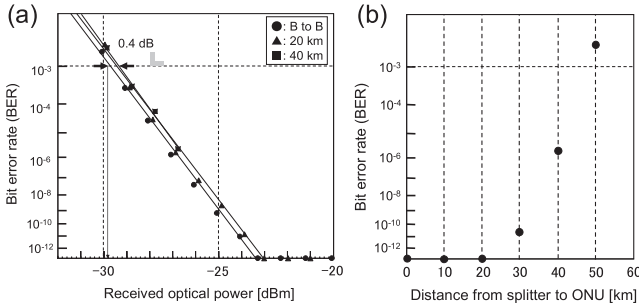 (a)
Bit error rate (BER)
10-3
10-4
10-6
10-8
10-10
10-12
0.4 dB
●: B to B
▲: 20 km
■: 40 km
−30
−25
−20
Received optical power [dBm]
(b)
Bit error rate (BER)
10-3
10-4
10-6
10-8
10-10
10-12
0 10 20 30 40 50 60
Distance from splitter to ONU [km]